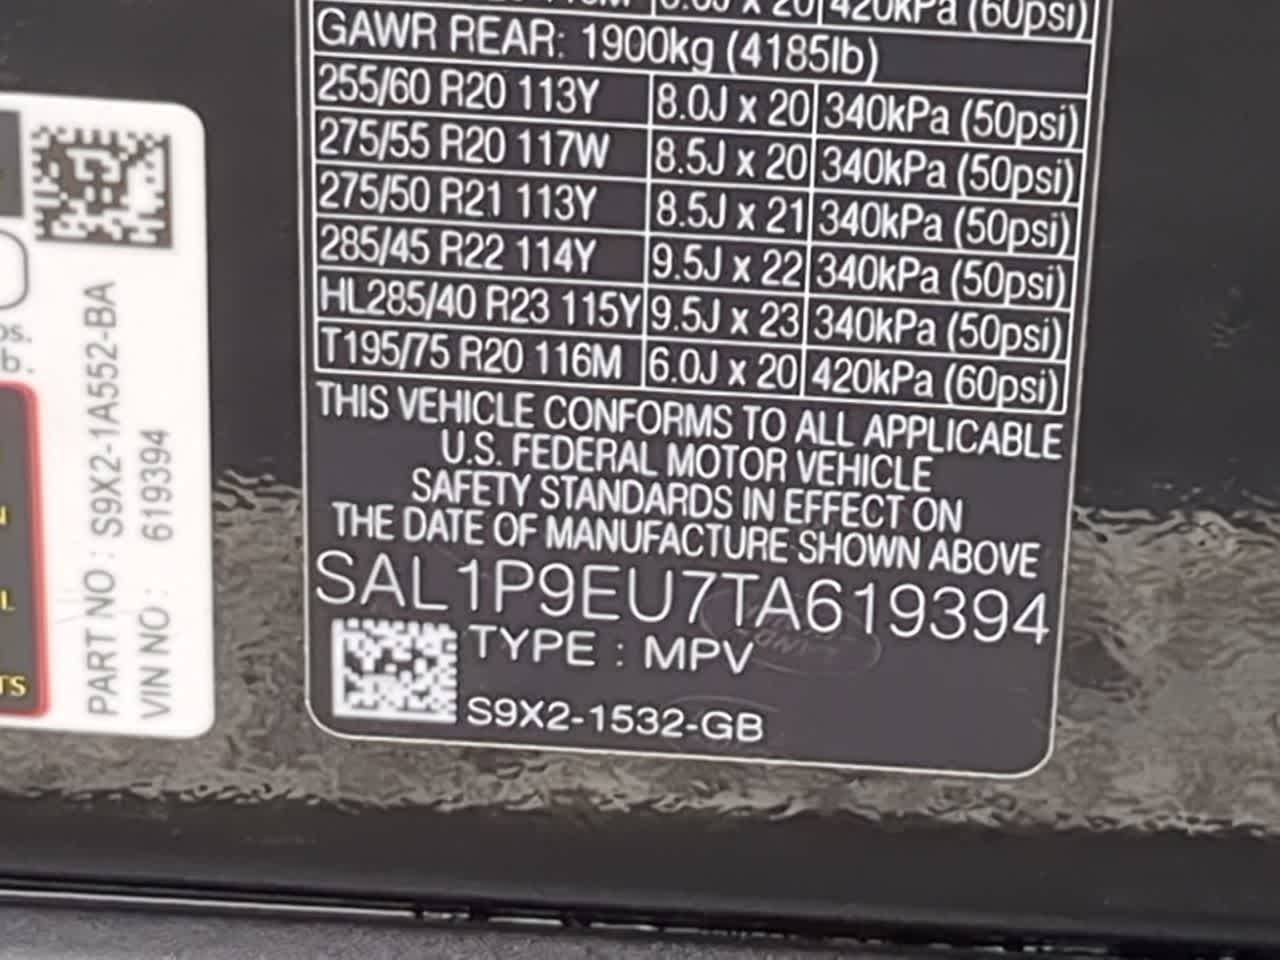 420kPa (60psi)
GAWR REAR: 1900kg (4185lb)
255/60 R20 113Y 8.0J x 20 340kPa (50psi)
275/55 R20 117W 8.5J x 20 340kPa (50psi)
275/50 R21 113Y 8.5J x 21 340kPa (50psi)
285/45 R22 114Y 9.5J x 22 340kPa (50psi)
HL285/40 R23 115Y 9.5J x 23 340kPa (50psi)
T195/75 R20 116M 6.0J x 20 420kPa (60psi)
THIS VEHICLE CONFORMS TO ALL APPLICABLE
U.S. FEDERAL MOTOR VEHICLE
SAFETY STANDARDS IN EFFECT ON
THE DATE OF MANUFACTURE SHOWN ABOVE
SAL1P9EU7TA619394
TYPE : MPV
S9X2-1532-GB
PART NO : S9X2-1A552-BA
VIN NO : 619394